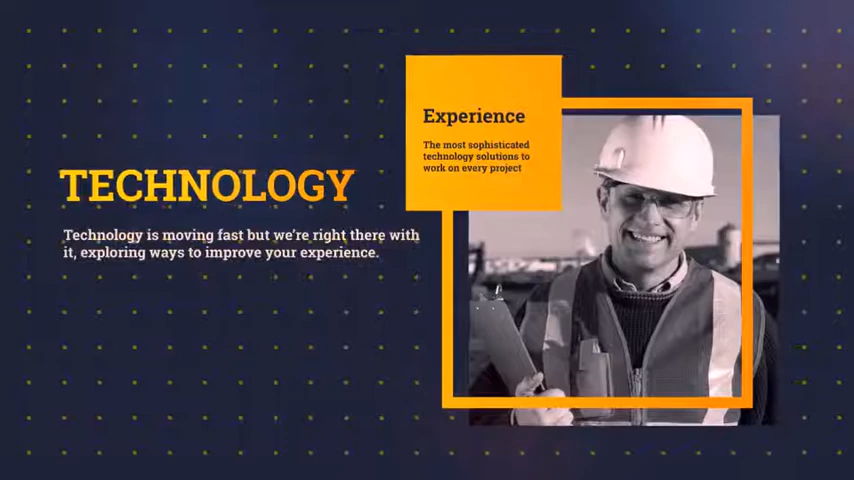 TECHNOLOGY
Technology is moving fast but we're right there with
it, exploring ways to improve your experience.
Experience
The most sophisticated
technology solutions to
work on every project